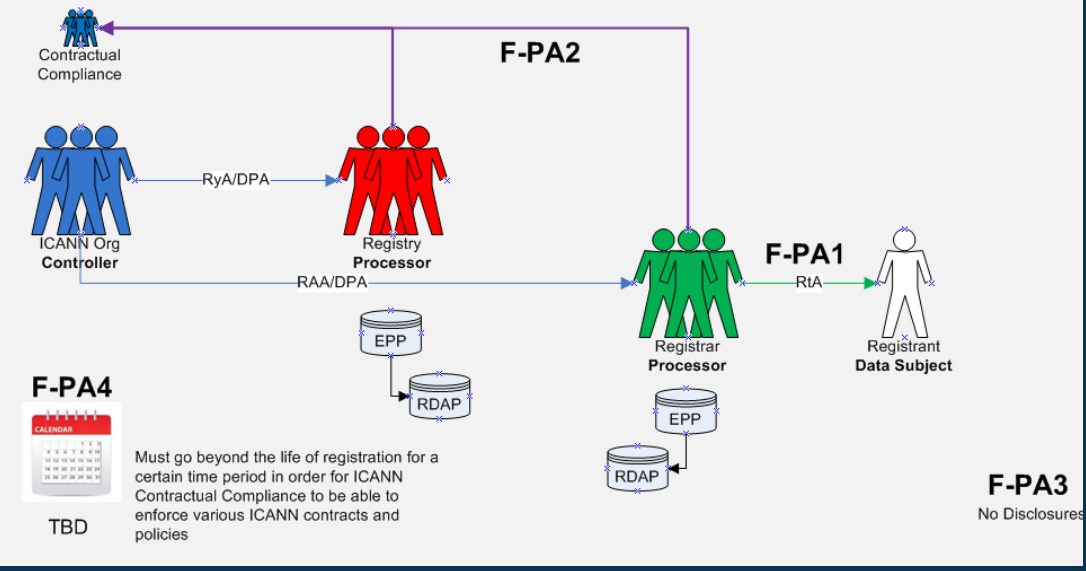 Contractual
Compliance
F-PA2
RyA/DPA
ICANN Org
Controller
Registry
Processor
F-PA1
RAA/DPA
RtA
EPP
RDAP
Registrar
Processor
Registrant
Data Subject
EPP
RDAP
F-PA4
CALENDAR
TBD
Must go beyond the life of registration for a
certain time period in order for ICANN
Contractual Compliance to be able to
enforce various ICANN contracts and
policies
F-PA3
No Disclosures